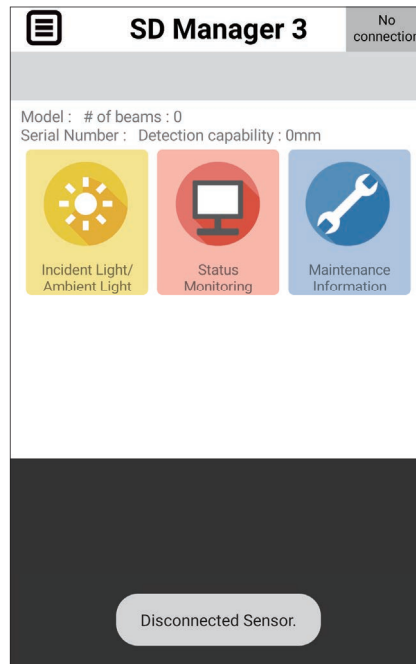 SD Manager 3
No
connection
Model : # of beams : 0
Serial Number : Detection capability : 0mm
Incident Light/
Ambient Light
Status
Monitoring
Maintenance
Information
Disconnected Sensor.